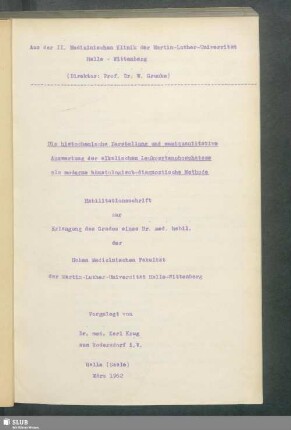 Aus der II. Medizinischen Klinik der Martin-Luther-Universität
Halle - Wittenberg
(Direktor: Prof. Dr. W. Grunke)
Die histochemische Darstellung und semiquantitative
Auswertung der alkalischen Leukozytenphosphatase
als moderne hämatologisch-diagnostische Methode
Habilitationsschrift
zur
Erlangung des Grades eines Dr. med. habil.
der
Hohen Medizinischen Fakultät
der Martin-Luther-Universität Halle-Wittenberg
Vorgelegt von
Dr. med. Karl
aus i.V.
Halle (Saale)
März 1962
SLUB